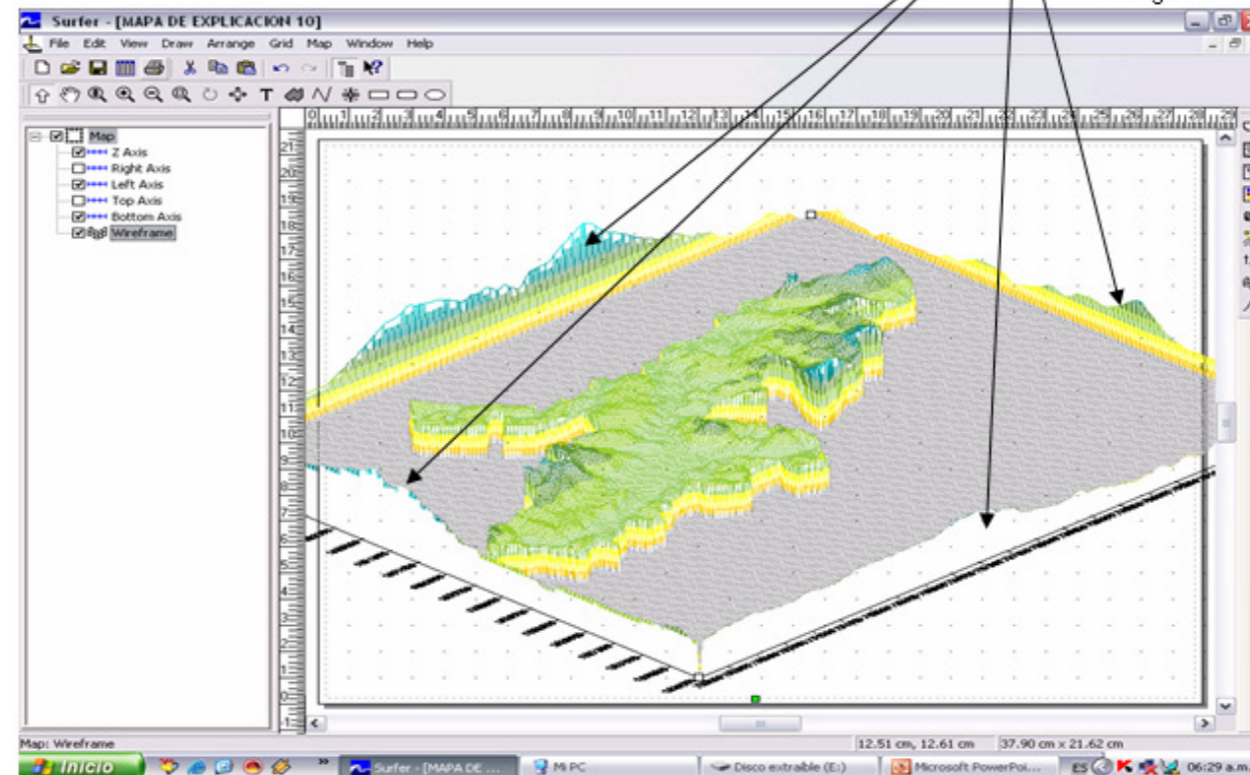 Surfer - [MAPA DE EXPLICACION 10]
File Edit View Draw Arrange Grid Map Window Help
Map
Z Axis
Right Axis
Left Axis
Top Axis
Bottom Axis
Wireframe
Map: Wireframe
12.51 cm, 12.61 cm
37.90 cm x 21.62 cm
Inicio
Surfer - [MAPA DE ...
Mi PC
Disco extraíble (E:)
Microsoft PowerPoi...
ES
06:29 a.m.